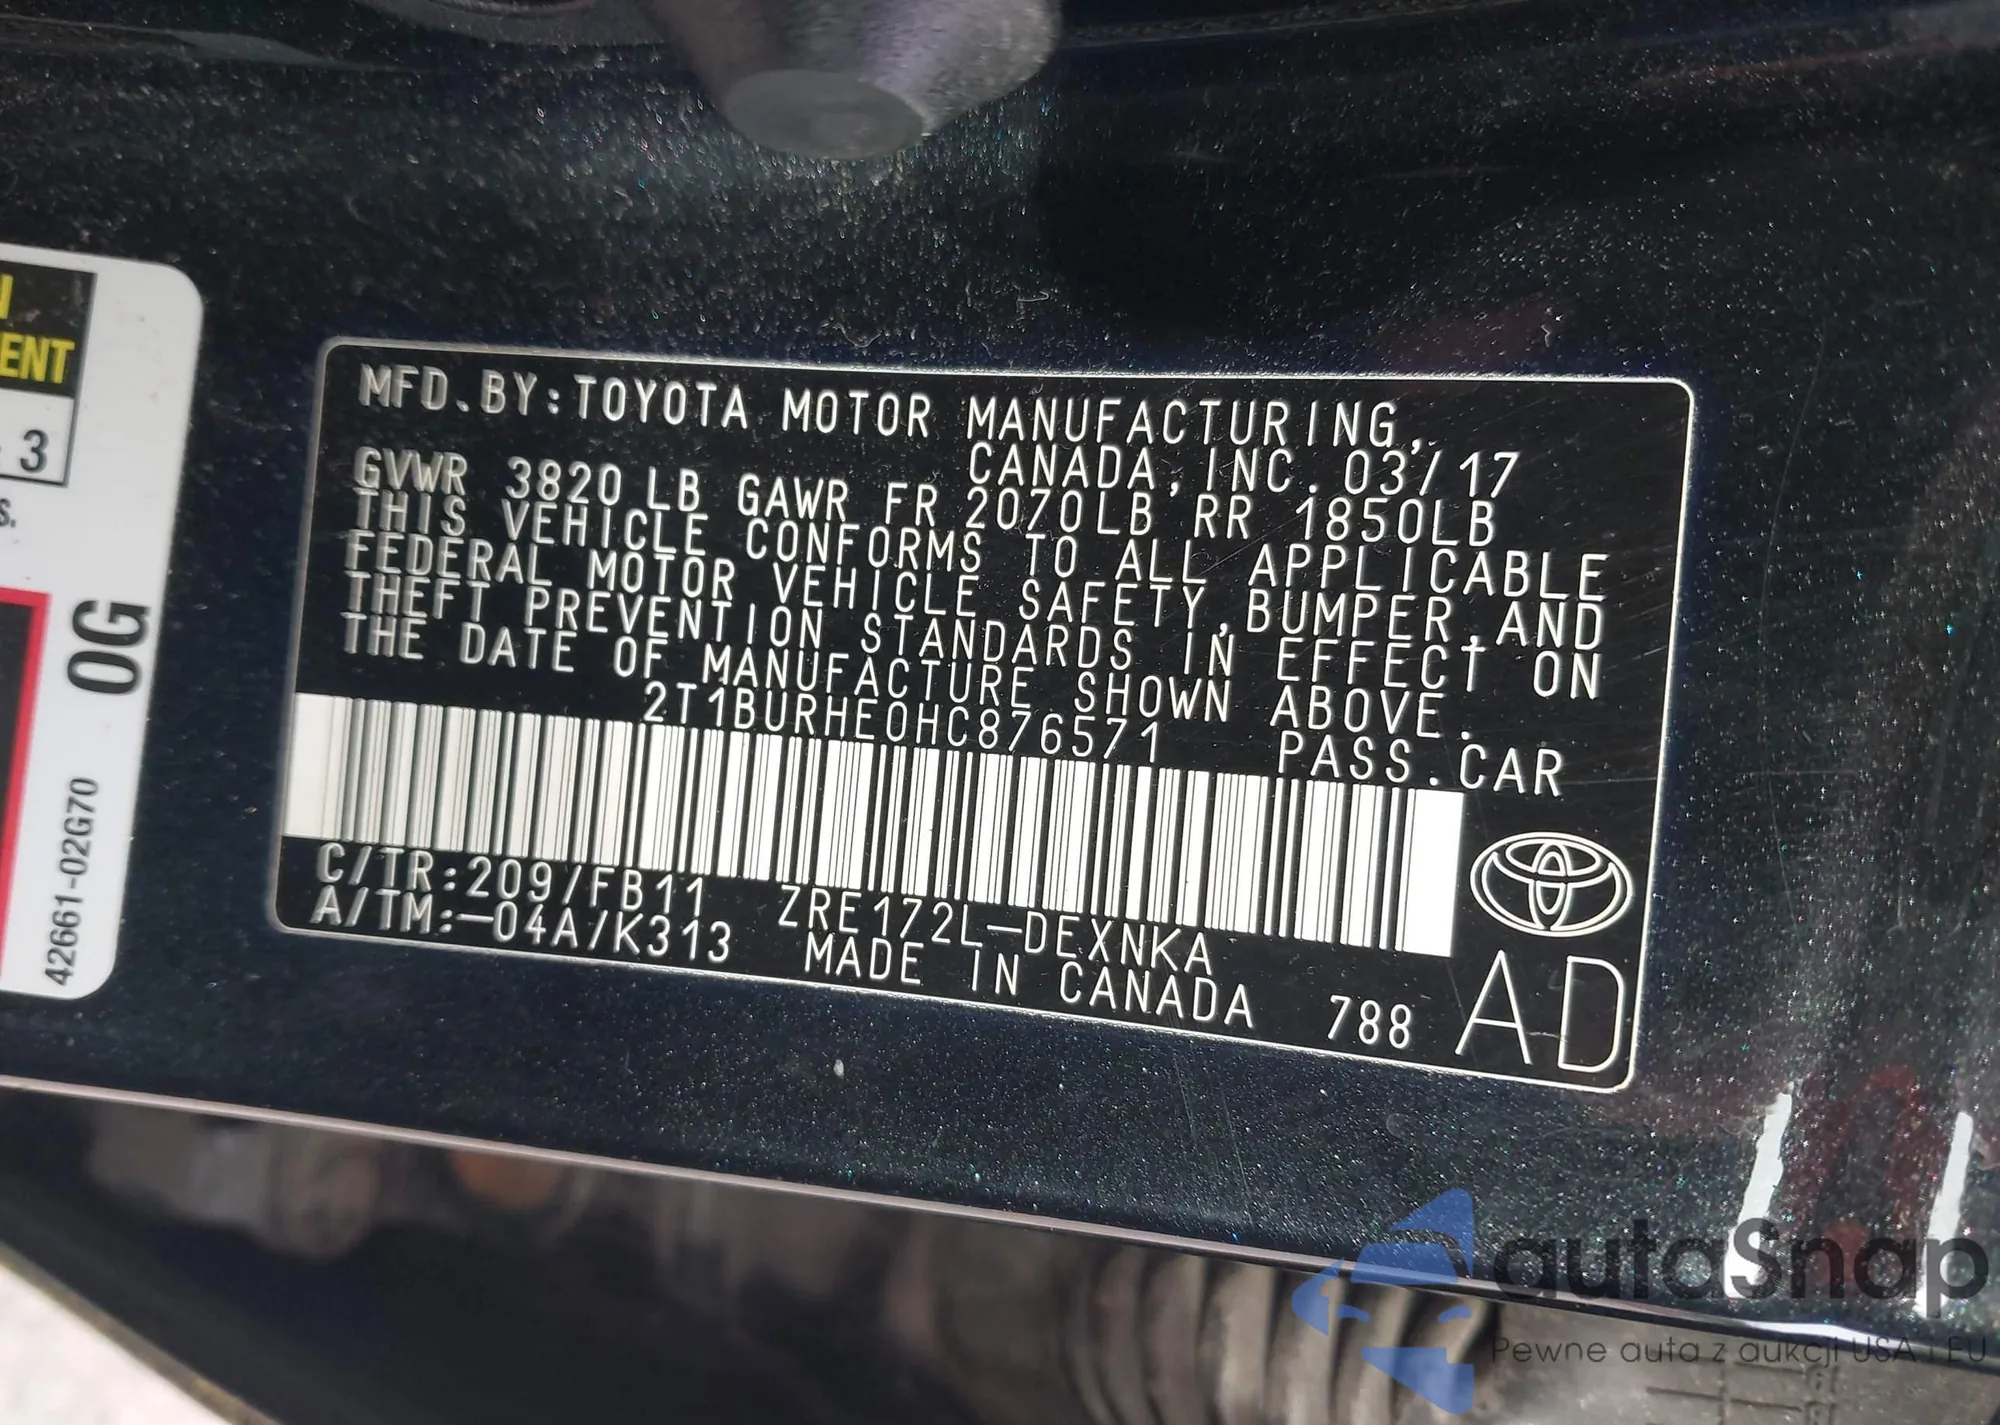 ENT
3
s.
0G
42661-02G70
MFD.BY:TOYOTA MOTOR MANUFACTURING,
CANADA,INC. 03/17
GVWR 3820LB GAWR FR 2070LB RR 1850LB
THIS VEHICLE CONFORMS TO ALL APPLICABLE
FEDERAL MOTOR VEHICLE SAFETY,BUMPER,AND
THEFT PREVENTION STANDARDS IN EFFECT ON
THE DATE OF MANUFACTURE SHOWN ABOVE.
2T1BURHE0HC876571 PASS.CAR
C/TR:209/FB11 ZRE172L-DEXNKA
A/TM:-04A/K313 MADE IN CANADA 788 AD
autoSnap
Pewne auta z aukcji USA i EU